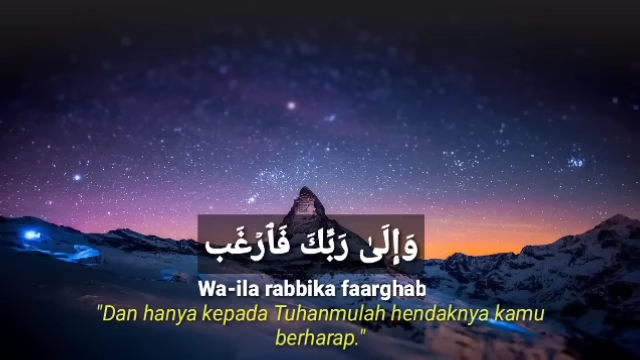 وَإِلَىٰ رَبِّكَ فَٱرْغَب
Wa-ila rabbika faarghab
"Dan hanya kepada Tuhanmulah hendaknya kamu
berharap."